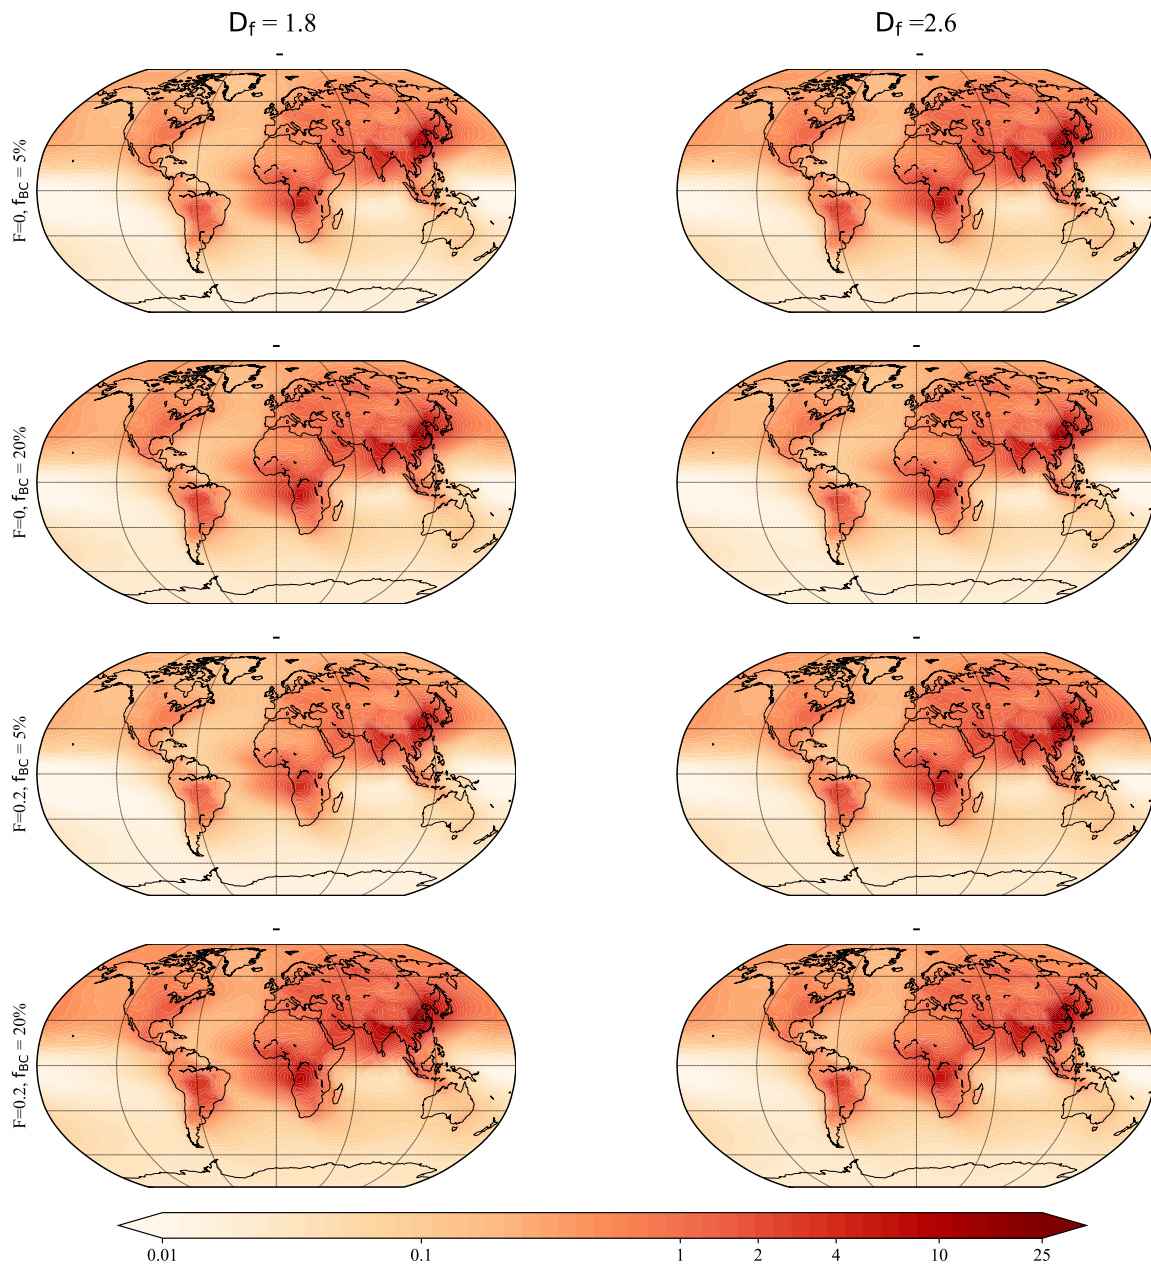 D_f = 1.8
D_f =2.6
-
-
F=0, f_BC = 5%
-
-
F=0, f_BC = 20%
-
-
F=0.2, f_BC = 5%
-
-
F=0.2, f_BC = 20%
0.01 0.1 1 2 4 10 25